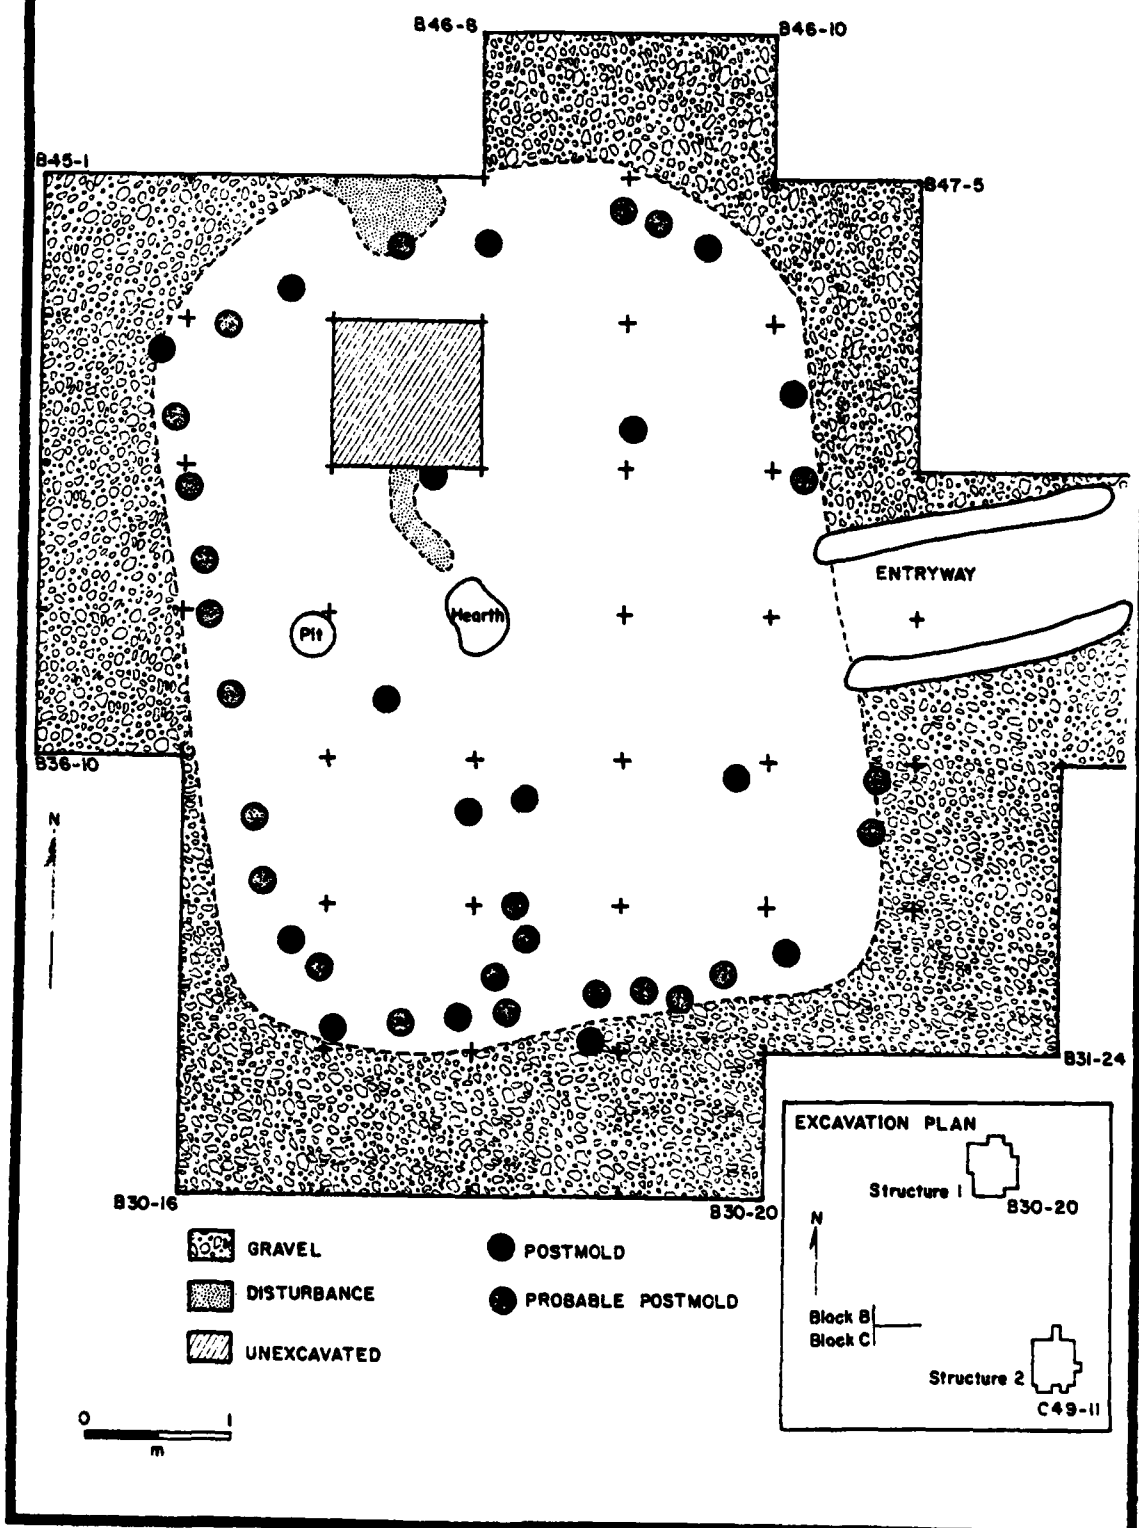 B46-8
B46-10
B45-1
B47-5
ENTRYWAY
Pit
Hearth
B36-10
N
B31-24
B30-16
B30-20
EXCAVATION PLAN
Structure 1
B30-20
N
Block B
Block C
Structure 2
C49-11
GRAVEL
DISTURBANCE
UNEXCAVATED
POSTMOLD
PROBABLE POSTMOLD
0 1
m